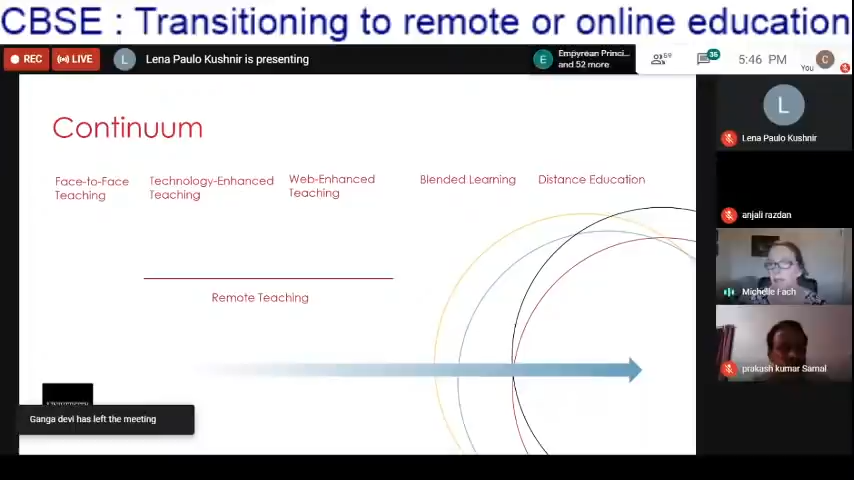 CBSE : Transitioning to remote or online education
REC
LIVE
L
Lena Paulo Kushnir is presenting
E
Empyrean Princi...
and 52 more
59
35
5:46 PM
You
C
Continuum
Face-to-Face
Teaching
Technology-Enhanced
Teaching
Web-Enhanced
Teaching
Blended Learning
Distance Education
Remote Teaching
L
Lena Paulo Kushnir
anjali razdan
Michelle Fach
prakash kumar Samal
Ganga devi has left the meeting